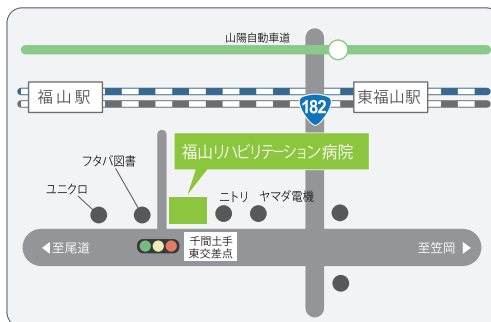 山陽自動車道
福山駅
東福山駅
182
福山リハビリテーション病院
フタバ図書
ユニクロ
ニトリ
ヤマダ電機
千間土手
東交差点
◀至尾道
至笠岡▶